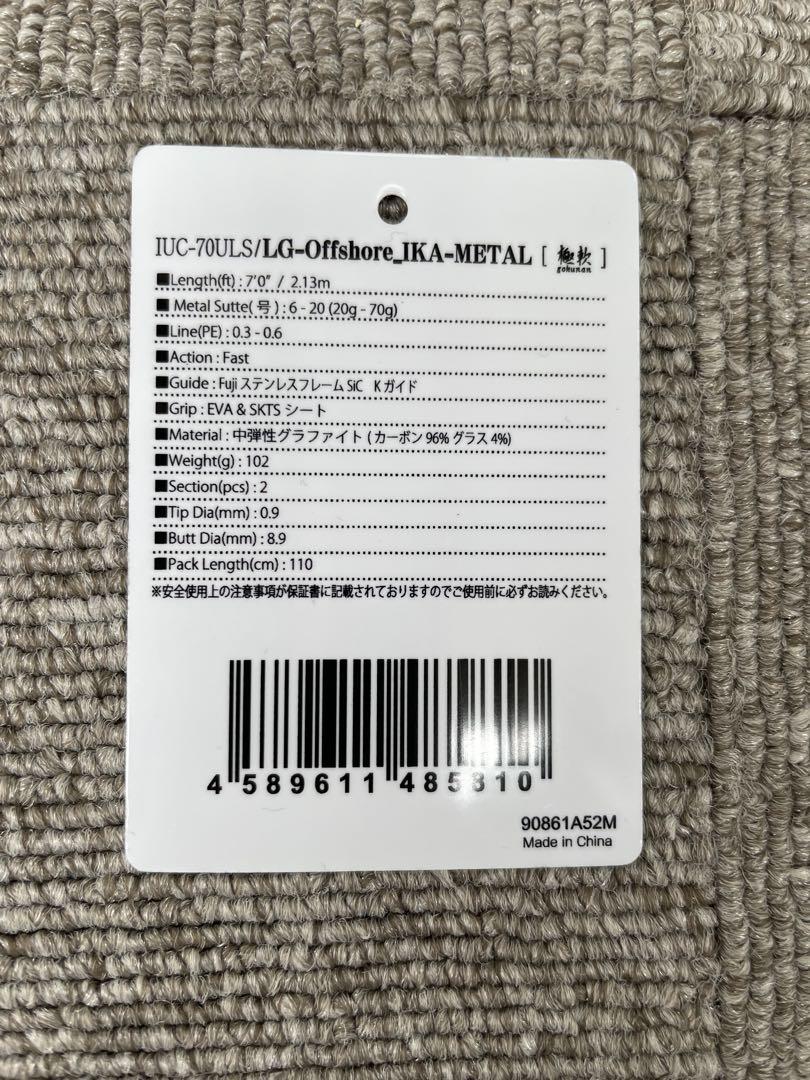 IUC-70ULS/LG-Offshore_IKA-METAL [ 極軟 gokunan ]
■Length(ft) : 7'0" / 2.13m
■ Metal Sutte( 号 ) : 6 - 20 (20g - 70g)
■Line(PE) : 0.3 - 0.6
■Action : Fast
■Guide : Fuji ステンレスフレーム SiC K ガイド
■Grip : EVA & SKTS シート
■Material : 中弾性グラファイト ( カーボン 96% グラス 4%)
■Weight(g) : 102
■Section(pcs) : 2
■Tip Dia(mm) : 0.9
■Butt Dia(mm) : 8.9
■Pack Length(cm) : 110
※安全使用上の注意事項が保証書に記載されておりますのでご使用前に必ずお読みください。
4 589611 485310
90861A52M
Made in China